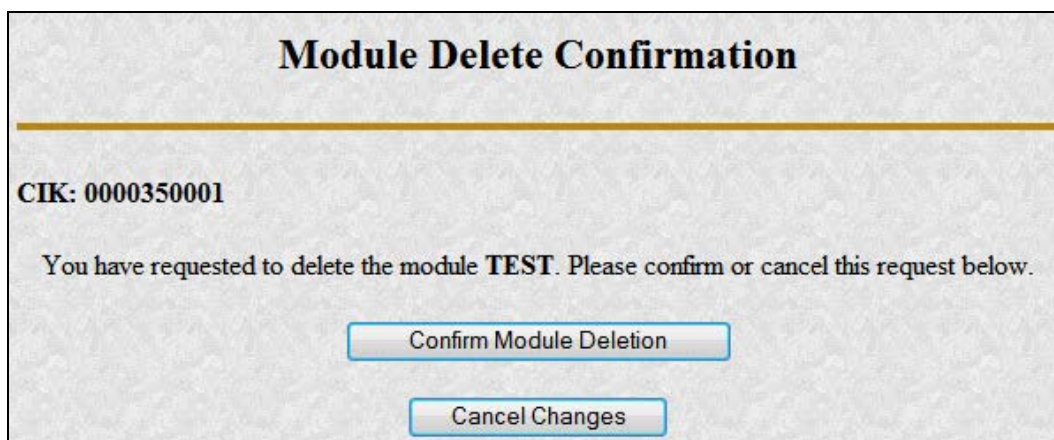 Module Delete Confirmation
CIK: 0000350001
You have requested to delete the module TEST. Please confirm or cancel this request below.
Confirm Module Deletion
Cancel Changes